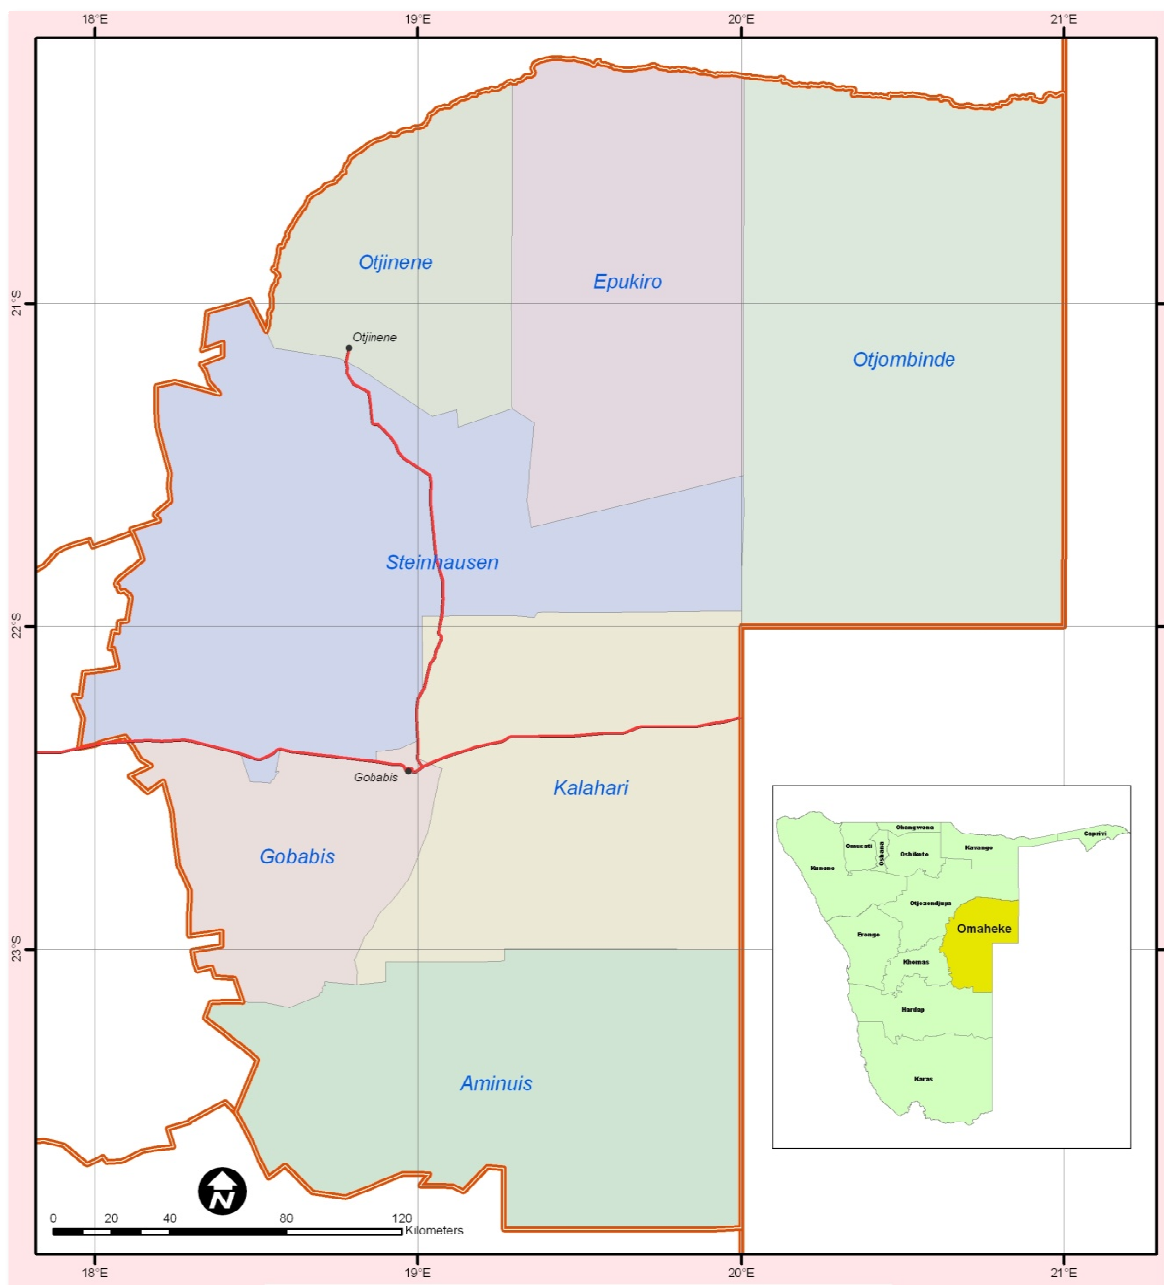 18°E 19°E 20°E 21°E
Otjinene
Epukiro
21°S
Otjinene
Otjombinde
Steinhausen
22°S
Gobabis
Kalahari
Gobabis
Ohangwena
Caprivi
Omusati
Oshana
Oshikoto
Kavango
Kunene
Otjozondjupa
Omaheke
Erongo
23°S
Khomas
Hardap
Karas
Aminuis
N
0 20 40 80 120
Kilometers
18°E 19°E 20°E 21°E